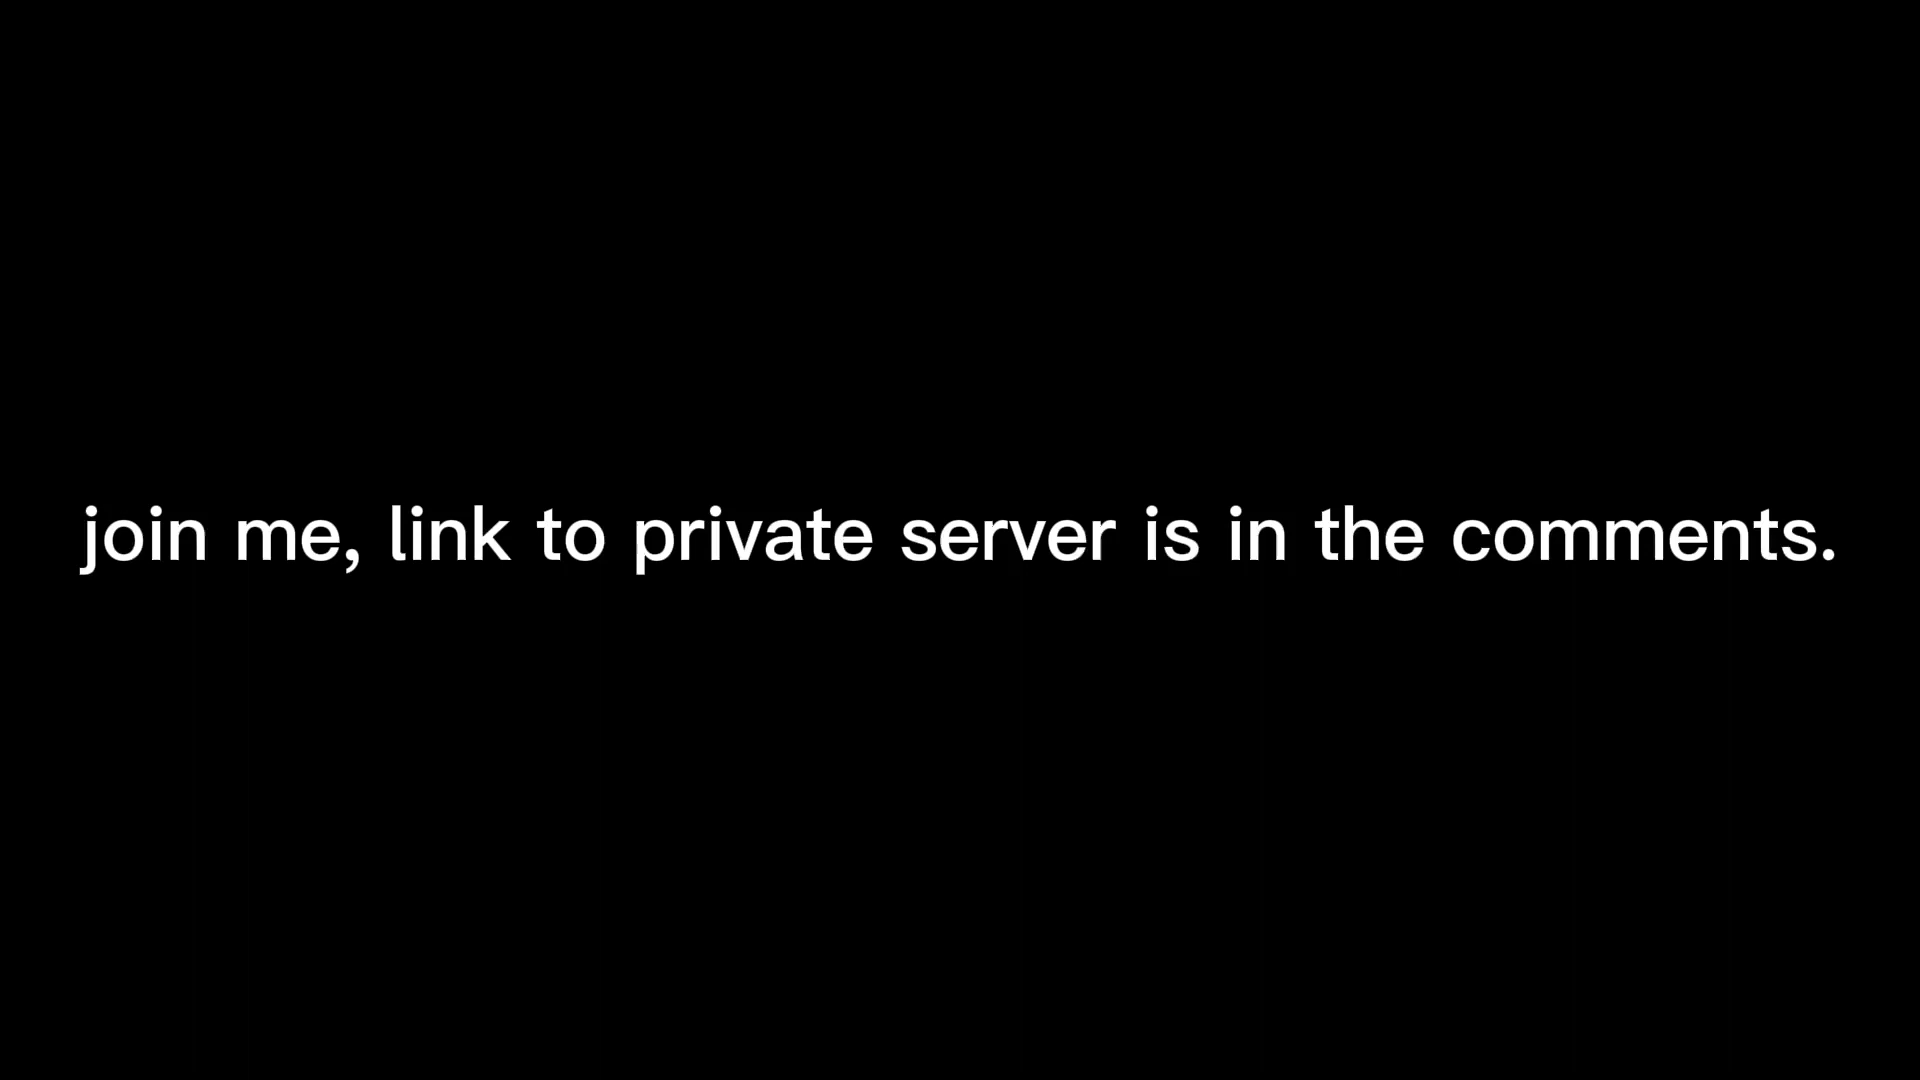 join me, link to private server is in the comments.